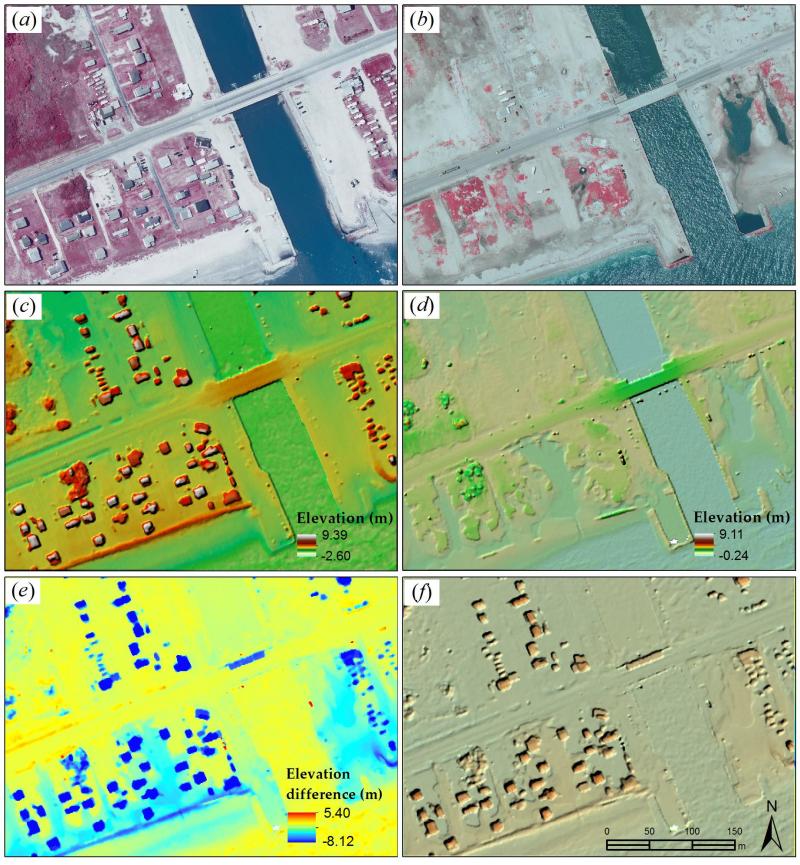 (a)
(b)
(c)
(d)
Elevation (m)
9.39
-2.60
Elevation (m)
9.11
-0.24
(e)
(f)
Elevation
difference (m)
5.40
-8.12
N
0 50 100 150
m